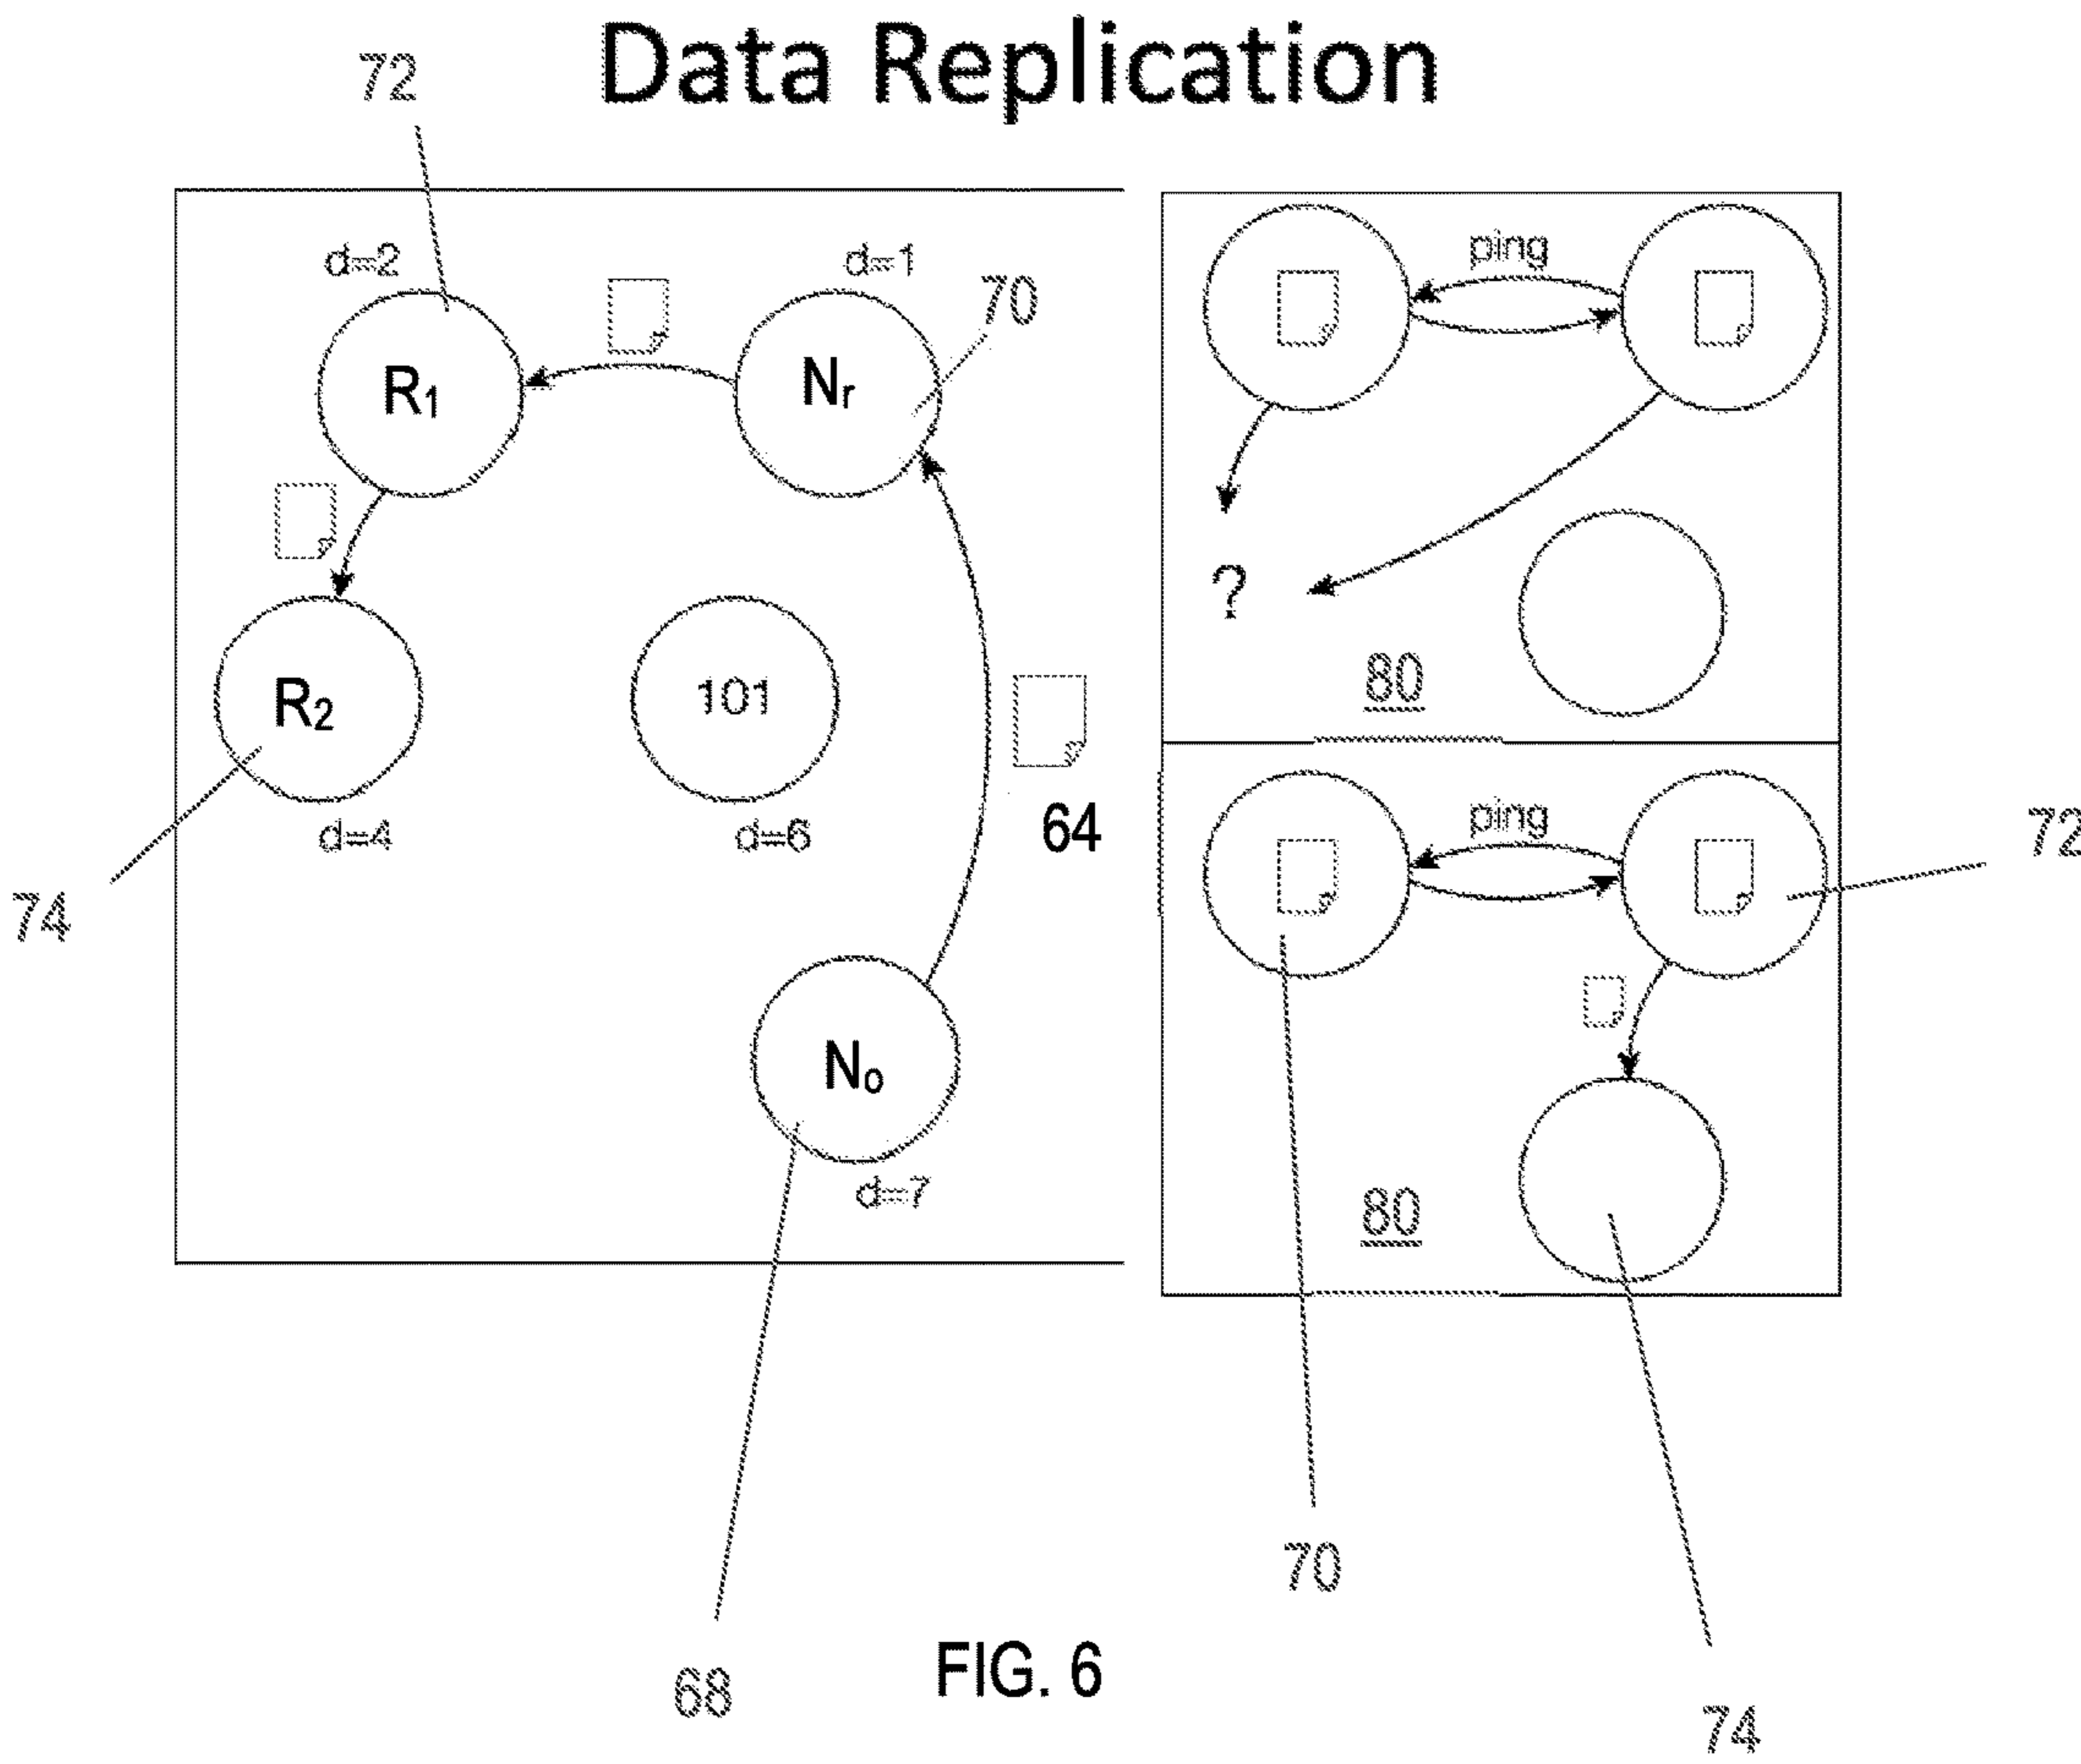 Data Replication
72
d=2
d=1
70
ping
R1
Nr
?
80
R2
101
d=4
d=6
64
ping
72
74
No
d=7
80
70
68
FIG. 6
74